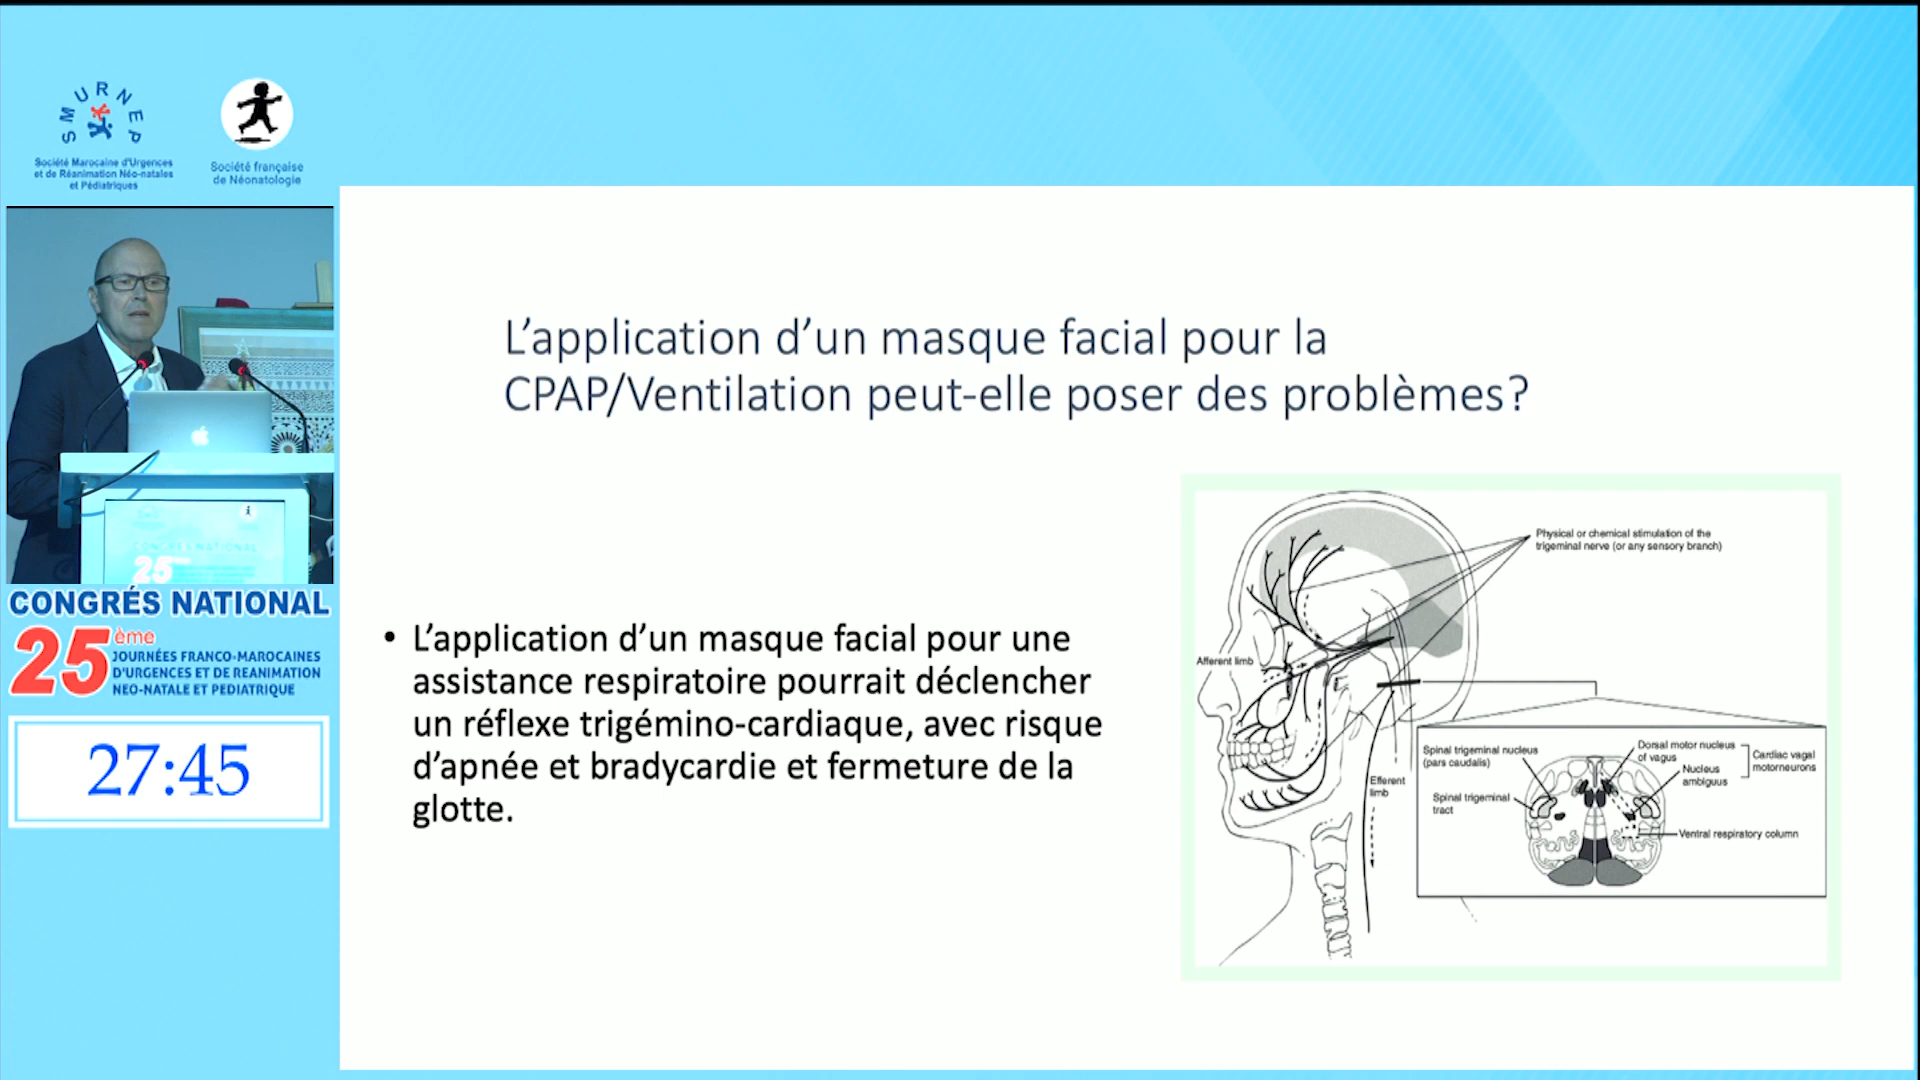 SMURNEP
Société Marocaine d'Urgences
et de Réanimation Néo-natales
et Pédiatriques
Société française
de Néonatologie
CONGRÉS NATIONAL
25ème
JOURNÉES FRANCO-MAROCAINES
D'URGENCES ET DE REANIMATION
NEO-NATALE ET PEDIATRIQUE
27:45
L'application d'un masque facial pour la
CPAP/Ventilation peut-elle poser des problèmes?
• L'application d'un masque facial pour une
assistance respiratoire pourrait déclencher
un réflexe trigémino-cardiaque, avec risque
d'apnée et bradycardie et fermeture de la
glotte.
Physical or chemical stimulation of the
trigeminal nerve (or any sensory branch)
Afferent limb
Efferent
limb
Spinal trigeminal nucleus
(pars caudalis)
Spinal trigeminal
tract
Dorsal motor nucleus
of vagus
Nucleus
ambiguus
Cardiac vagal
motorneurons
Ventral respiratory column
CONGRÉS NATIONAL
25